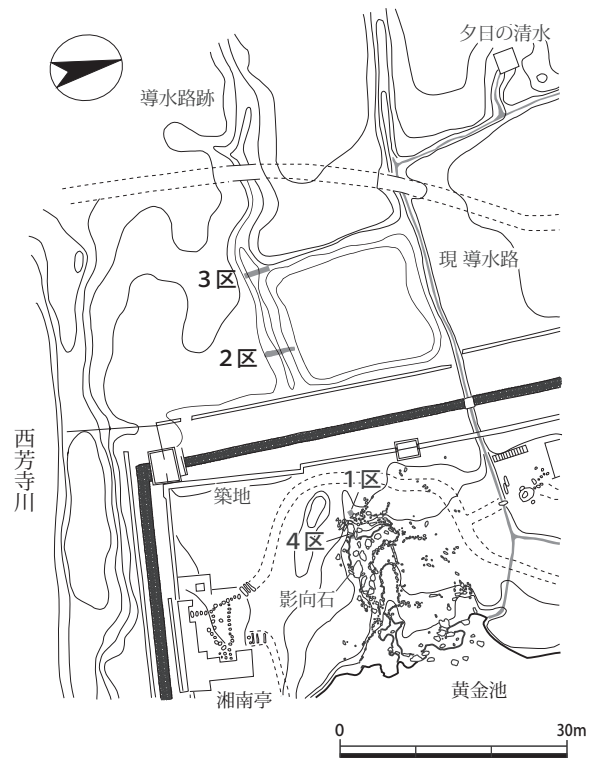 夕日の清水
導水路跡
現 導水路
3区
2区
西芳寺川
1区
築地
4区
影向石
湘南亭
黄金池
0
30m